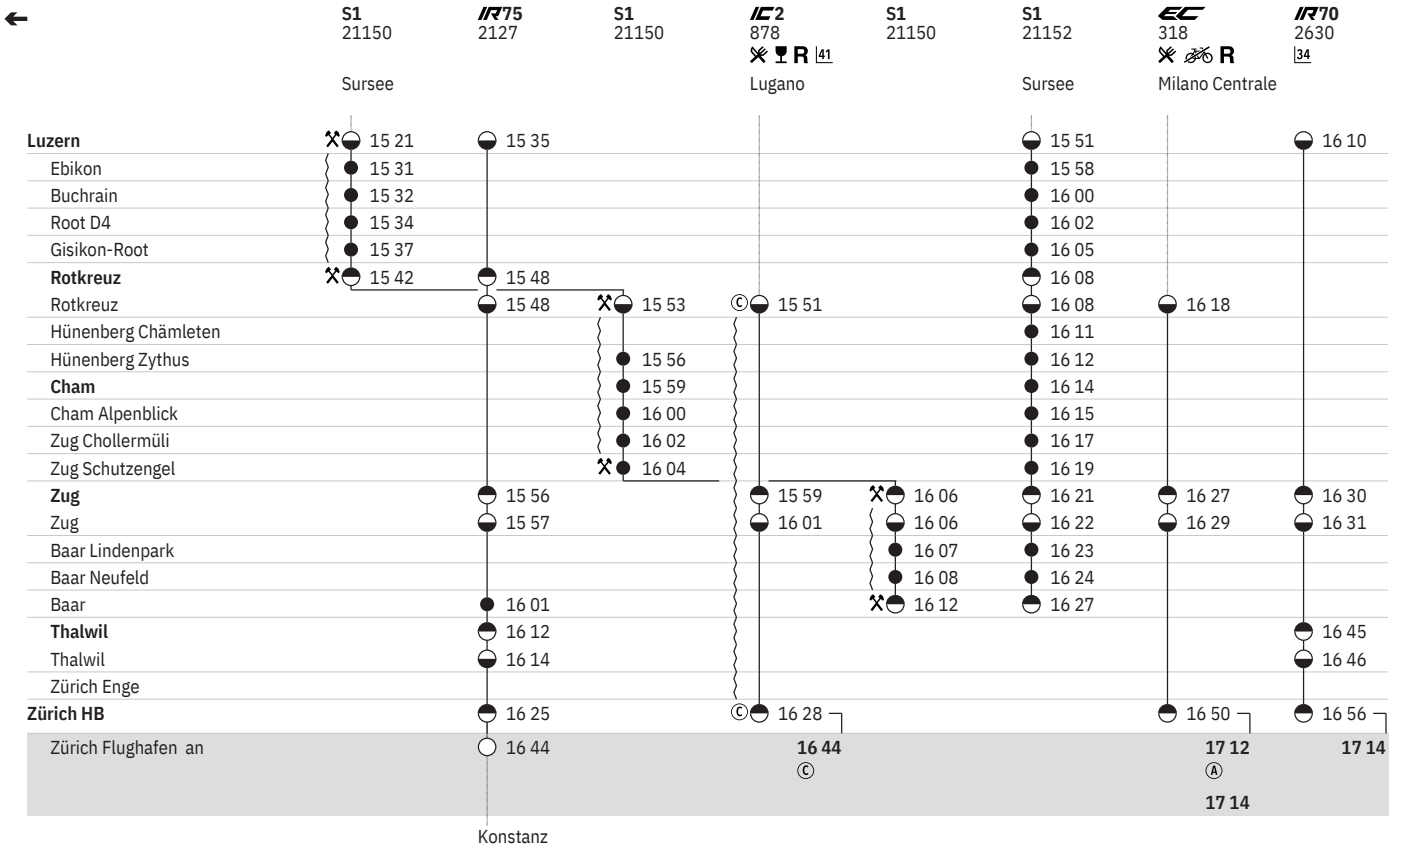 S1 IR75 S1 IC2 S1 S1 EC IR70
21150 2127 21150 878 21150 21152 318 2630
R 41 R 34
Sursee Lugano Sursee Milano Centrale
Luzern 15 21 15 35 15 51 16 10
Ebikon 15 31 15 58
Buchrain 15 32 16 00
Root D4 15 34 16 02
Gisikon-Root 15 37 16 05
Rotkreuz 15 42 15 48 16 08
Rotkreuz 15 48 15 53 C 15 51 16 08 16 18
Hünenberg Chämleten 16 11
Hünenberg Zythus 15 56 16 12
Cham 15 59 16 14
Cham Alpenblick 16 00 16 15
Zug Chollermüli 16 02 16 17
Zug Schutzengel 16 04 16 19
Zug 15 56 15 59 16 06 16 21 16 27 16 30
Zug 15 57 16 01 16 06 16 22 16 29 16 31
Baar Lindenpark 16 07 16 23
Baar Neufeld 16 08 16 24
Baar 16 01 16 12 16 27
Thalwil 16 12 16 45
Thalwil 16 14 16 46
Zürich Enge
Zürich HB 16 25 C 16 28 16 50 16 56
Zürich Flughafen an 16 44 16 44 17 12 17 14
C A
17 14
Konstanz